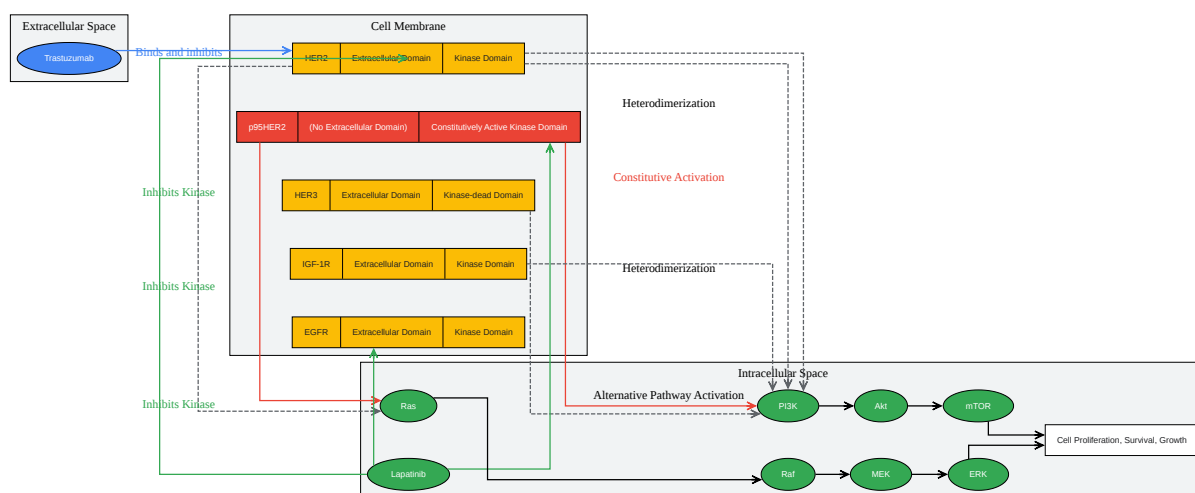 Extracellular Space
Cell Membrane
Trastuzumab
Binds and inhibits
HER2
Extracellular Domain
Kinase Domain
Heterodimerization
p95HER2
(No Extracellular Domain)
Constitutively Active Kinase Domain
Constitutive Activation
Inhibits Kinase
HER3
Extracellular Domain
Kinase-dead Domain
IGF-1R
Extracellular Domain
Kinase Domain
Heterodimerization
Inhibits Kinase
EGFR
Extracellular Domain
Kinase Domain
Intracellular Space
Alternative Pathway Activation
Inhibits Kinase
Ras
PI3K
Akt
mTOR
Cell Proliferation, Survival, Growth
Lapatinib
Raf
MEK
ERK